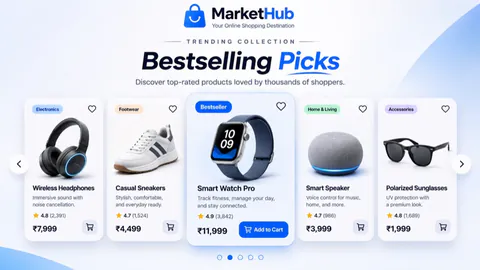 MarketHub
Your Online Shopping Destination
TRENDING COLLECTION
Bestselling Picks
Discover top-rated products loved by thousands of shoppers.
Electronics
Wireless Headphones
Immersive sound with
noise cancellation.
4.8 (2,391)
₹7,999
Footwear
Casual Sneakers
Stylish, comfortable,
and everyday ready.
4.7 (1,524)
₹4,499
Bestseller
Smart Watch Pro
Track fitness, manage your day,
and stay connected.
4.9 (3,842)
₹11,999
Add to Cart
Home & Living
Smart Speaker
Voice control for music,
home, and more.
4.7 (986)
₹3,999
Accessories
Polarized Sunglasses
UV protection with
a premium look.
4.8 (1,689)
₹1,999